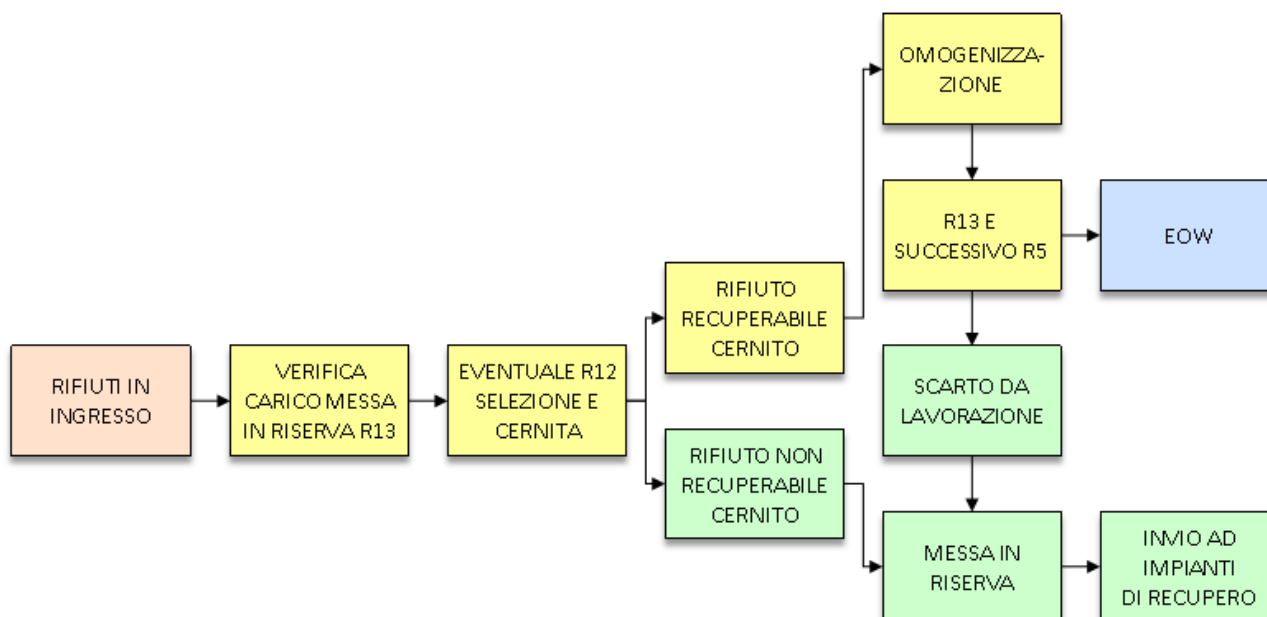 OMOGENIZZA-
ZIONE
R13 E
SUCCESSIVO R5
EOW
RIFIUTO
RECUPERABILE
CERNITO
RIFIUTI IN
INGRESSO
VERIFICA
CARICO MESSA
IN RISERVA R13
EVENTUALE R12
SELEZIONE E
CERNITA
SCARTO DA
LAVORAZIONE
RIFIUTO NON
RECUPERABILE
CERNITO
MESSA IN
RISERVA
INVIO AD
IMPIANTI
DI RECUPERO